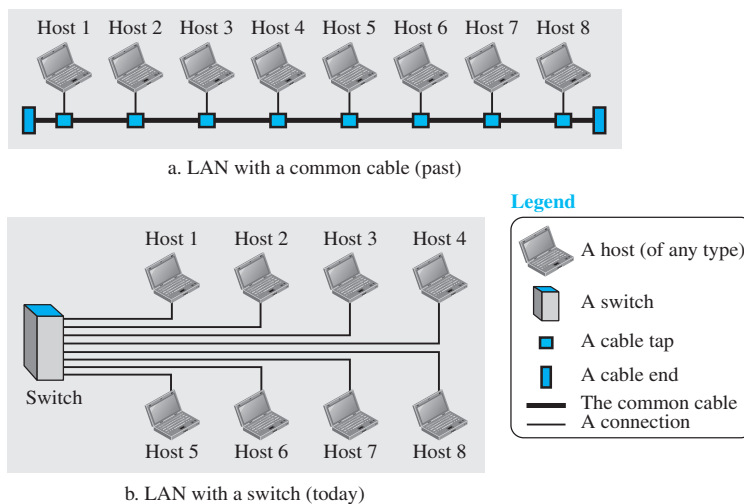 Host 1 Host 2 Host 3 Host 4 Host 5 Host 6 Host 7 Host 8
a. LAN with a common cable (past)
Host 1 Host 2 Host 3 Host 4
Switch
Host 5 Host 6 Host 7 Host 8
b. LAN with a switch (today)
Legend
A host (of any type)
A switch
A cable tap
A cable end
The common cable
A connection